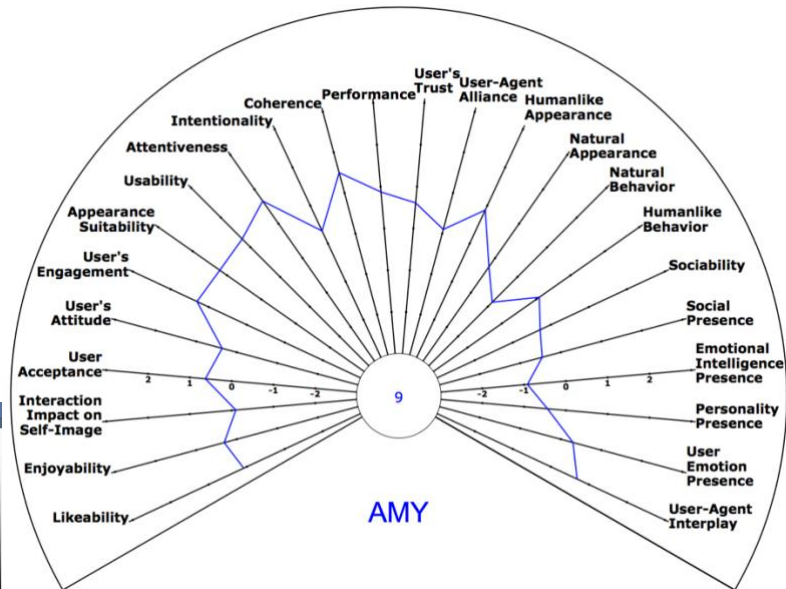 User's
Trust
User-Agent
Alliance
Performance
Coherence
Humanlike
Appearance
Intentionality
Attentiveness
Natural
Appearance
Usability
Natural
Behavior
Appearance
Suitability
Humanlike
Behavior
User's
Engagement
Sociability
User's
Attitude
Social
Presence
User
Acceptance
2
1
0
-1
-2
-2
-1
0
1
2
Emotional
Intelligence
Presence
Interaction
Impact on
Self-Image
9
Personality
Presence
Enjoyability
User
Emotion
Presence
Likeability
AMY
User-Agent
Interplay